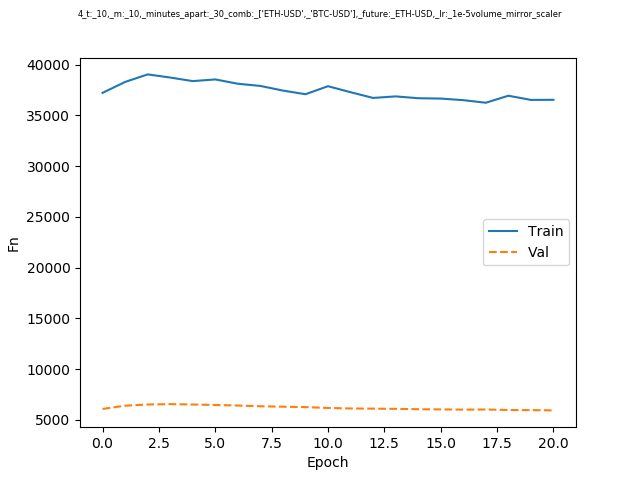 4_t:_10,_m:_10,_minutes_apart:_30_comb:_['ETH-USD',_'BTC-USD'],_future:_ETH-USD,_lr:_1e-5volume_mirror_scaler
40000
35000
30000
25000
20000
15000
10000
5000
Fn
Train
Val
0.0 2.5 5.0 7.5 10.0 12.5 15.0 17.5 20.0
Epoch